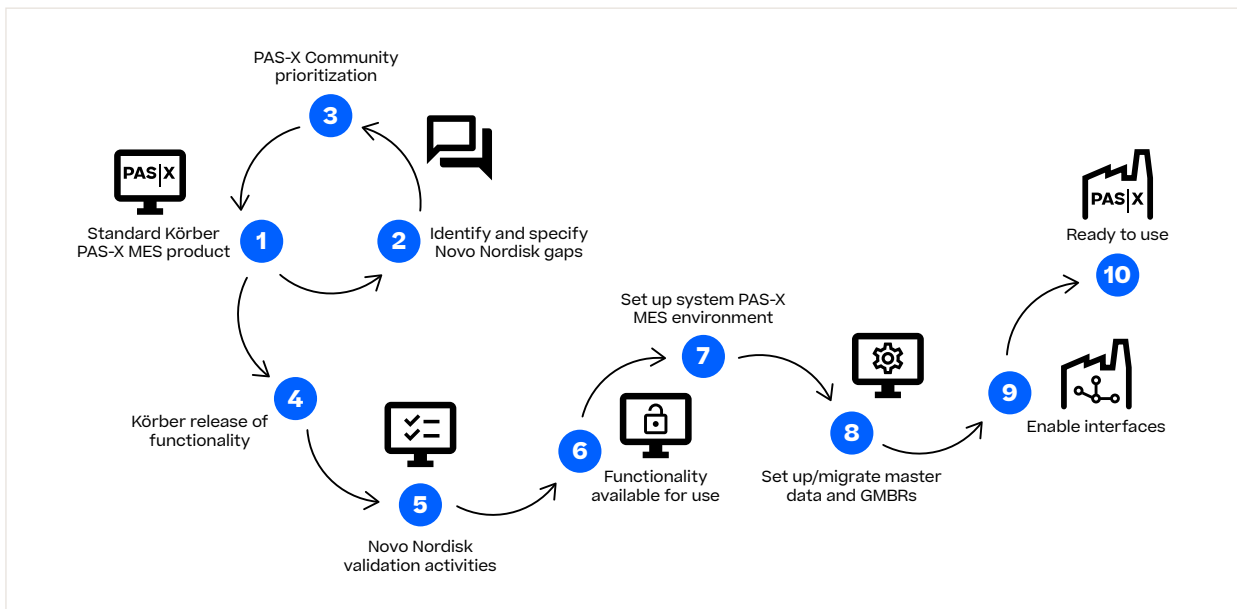 PAS-X Community
prioritization
3
PAS|X
Standard Körber
PAS-X MES product
1
2
Identify and specify
Novo Nordisk gaps
4
Körber release of
functionality
5
Novo Nordisk
validation activities
6
Functionality
available for use
Set up system PAS-X
MES environment
7
8
Set up/migrate master
data and GMBRs
9
Enable interfaces
PAS|X
Ready to use
10